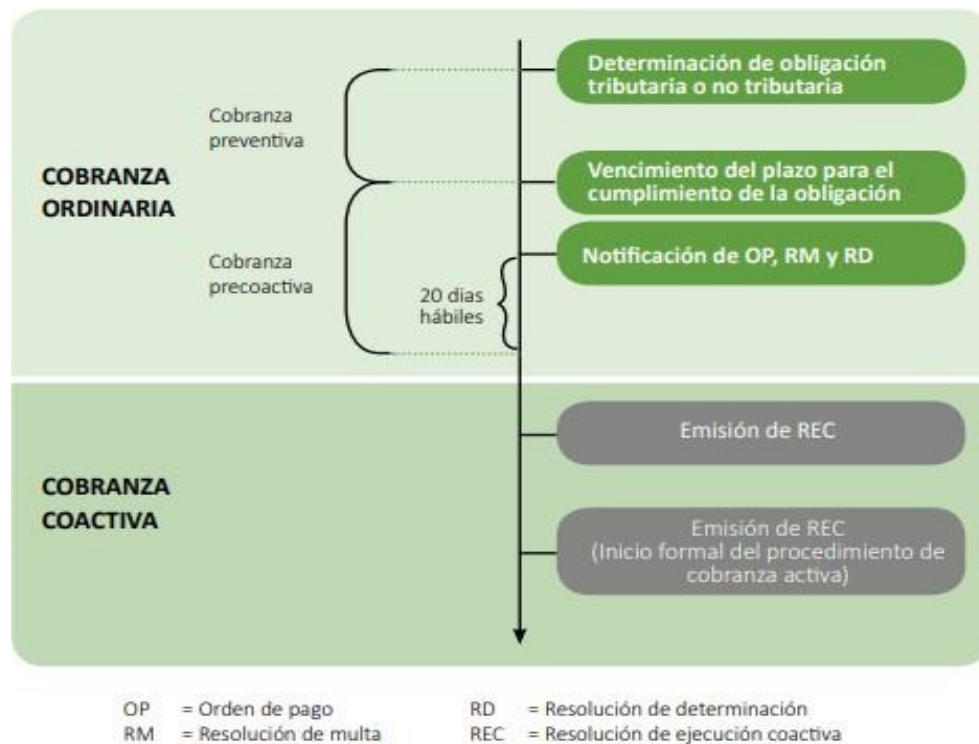 Determinación de obligación
tributaria o no tributaria
Cobranza
preventiva
COBRANZA
ORDINARIA
Vencimiento del plazo para el
cumplimiento de la obligación
Notificación de OP, RM y RD
Cobranza
precoactiva
20 dias
hábiles
Emisión de REC
COBRANZA
COACTIVA
Emisión de REC
(Inicio formal del procedimiento de
cobranza activa)
OP = Orden de pago
RM = Resolución de multa
RD = Resolución de determinación
REC = Resolución de ejecución coactiva